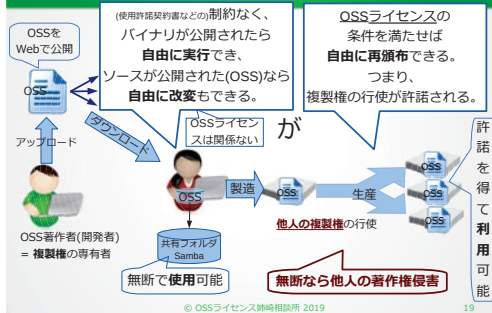 OSSを
Webで公開
OSS
アップロード
OSS著作者(開発者)
= 複製権の専有者
ダウンロード
(使用許諾契約書などの)制約なく、
バイナリが公開されたら
自由に実行でき、
ソースが公開された(OSS)なら
自由に改変もできる。
OSSライセン
スは関係ない
が
OSSライセンスの
条件を満たせば
自由に再頒布できる。
つまり、
複製権の行使が許諾される。
OSS
共有フォルダ
Samba
無断で使用可能
製造
OSS
生産
他人の複製権の行使
無断なら他人の著作権侵害
OSS
OSS
OSS
許諾を得て利用可能
© OSSライセンス姉崎相談所 2019
19